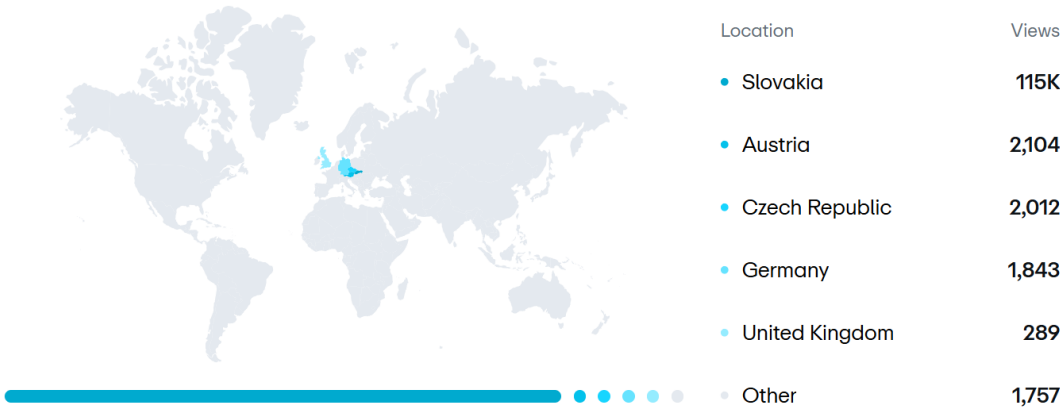 Location Views
Slovakia 115K
Austria 2,104
Czech Republic 2,012
Germany 1,843
United Kingdom 289
Other 1,757